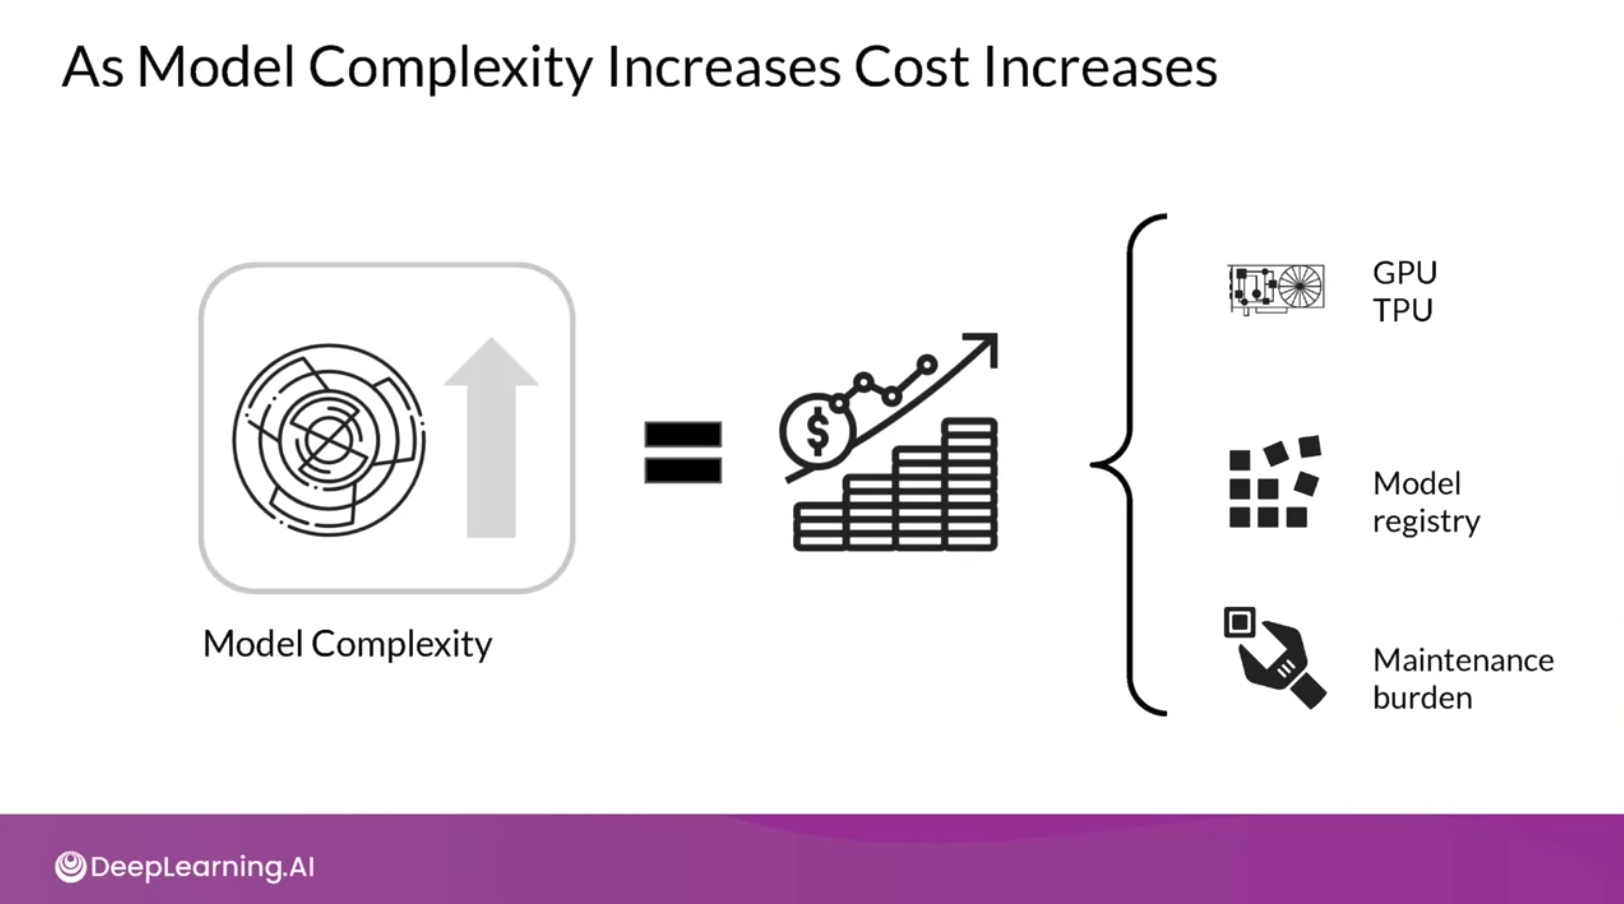 As Model Complexity Increases Cost Increases
$
Model Complexity
GPU
TPU
Model
registry
Maintenance
burden
DeepLearning.AI